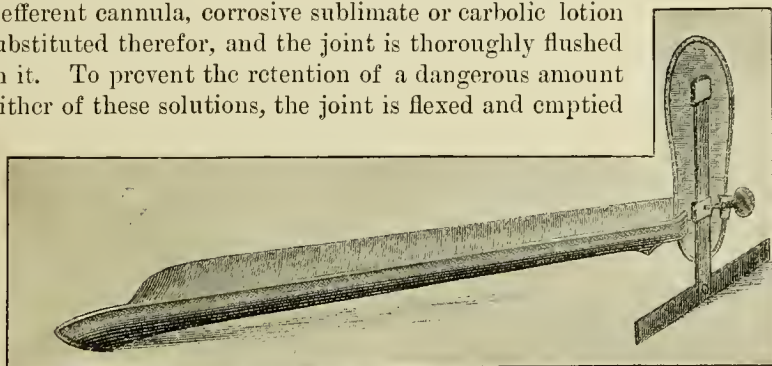 efferent cannula, corrosive sublimate or carbolic lotion
ubstituted therefor, and the joint is thoroughly flushed
h it. To prevent the retention of a dangerous amount
ither of these solutions, the joint is flexed and emptied